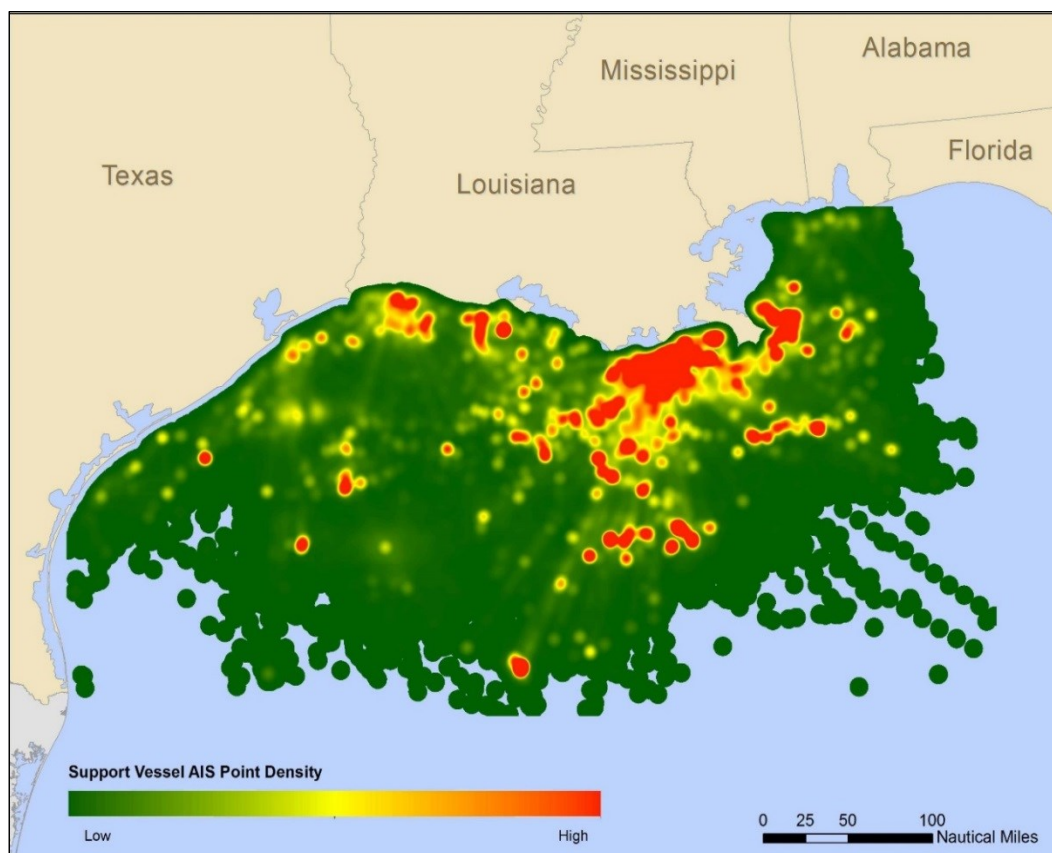 Alabama
Mississippi
Florida
Texas
Louisiana
Support Vessel AIS Point Density
Low
High
0 25 50 100
Nautical Miles